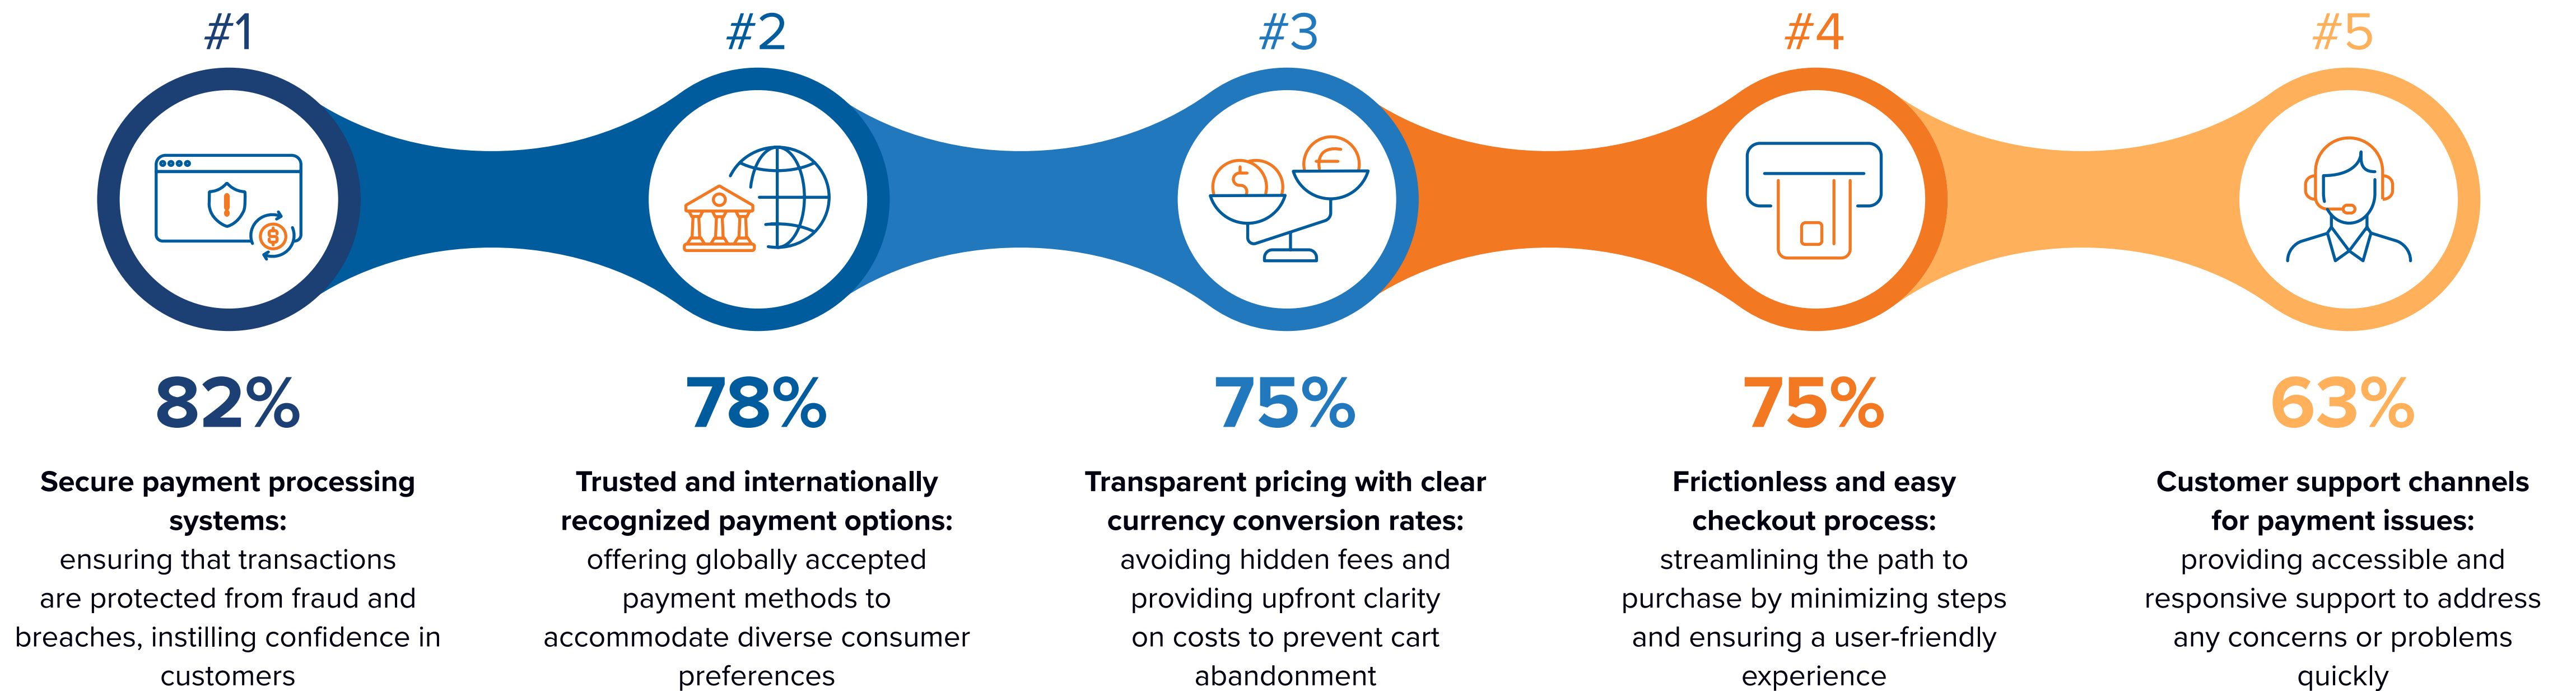 #1
82%
Secure payment processing
systems:
ensuring that transactions
are protected from fraud and
breaches, instilling confidence in
customers
#2
78%
Trusted and internationally
recognized payment options:
offering globally accepted
payment methods to
accommodate diverse consumer
preferences
#3
$
€
75%
Transparent pricing with clear
currency conversion rates:
avoiding hidden fees and
providing upfront clarity
on costs to prevent cart
abandonment
#4
75%
Frictionless and easy
checkout process:
streamlining the path to
purchase by minimizing steps
and ensuring a user-friendly
experience
#5
63%
Customer support channels
for payment issues:
providing accessible and
responsive support to address
any concerns or problems
quickly